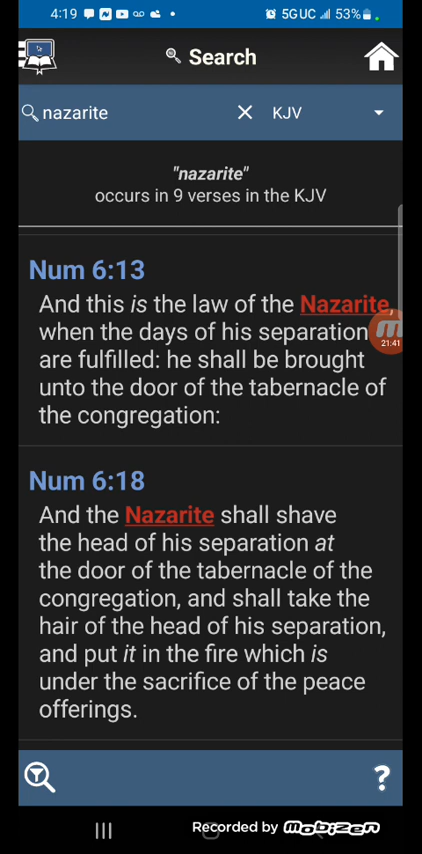 4:19 5GUC 53%
Search
nazarite KJV
"nazarite"
occurs in 9 verses in the KJV
Num 6:13
And this is the law of the Nazarite,
when the days of his separation
are fulfilled: he shall be brought
unto the door of the tabernacle of
the congregation:
21:41
Num 6:18
And the Nazarite shall shave
the head of his separation at
the door of the tabernacle of the
congregation, and shall take the
hair of the head of his separation,
and put it in the fire which is
under the sacrifice of the peace
offerings.
?
Recorded by mobizen